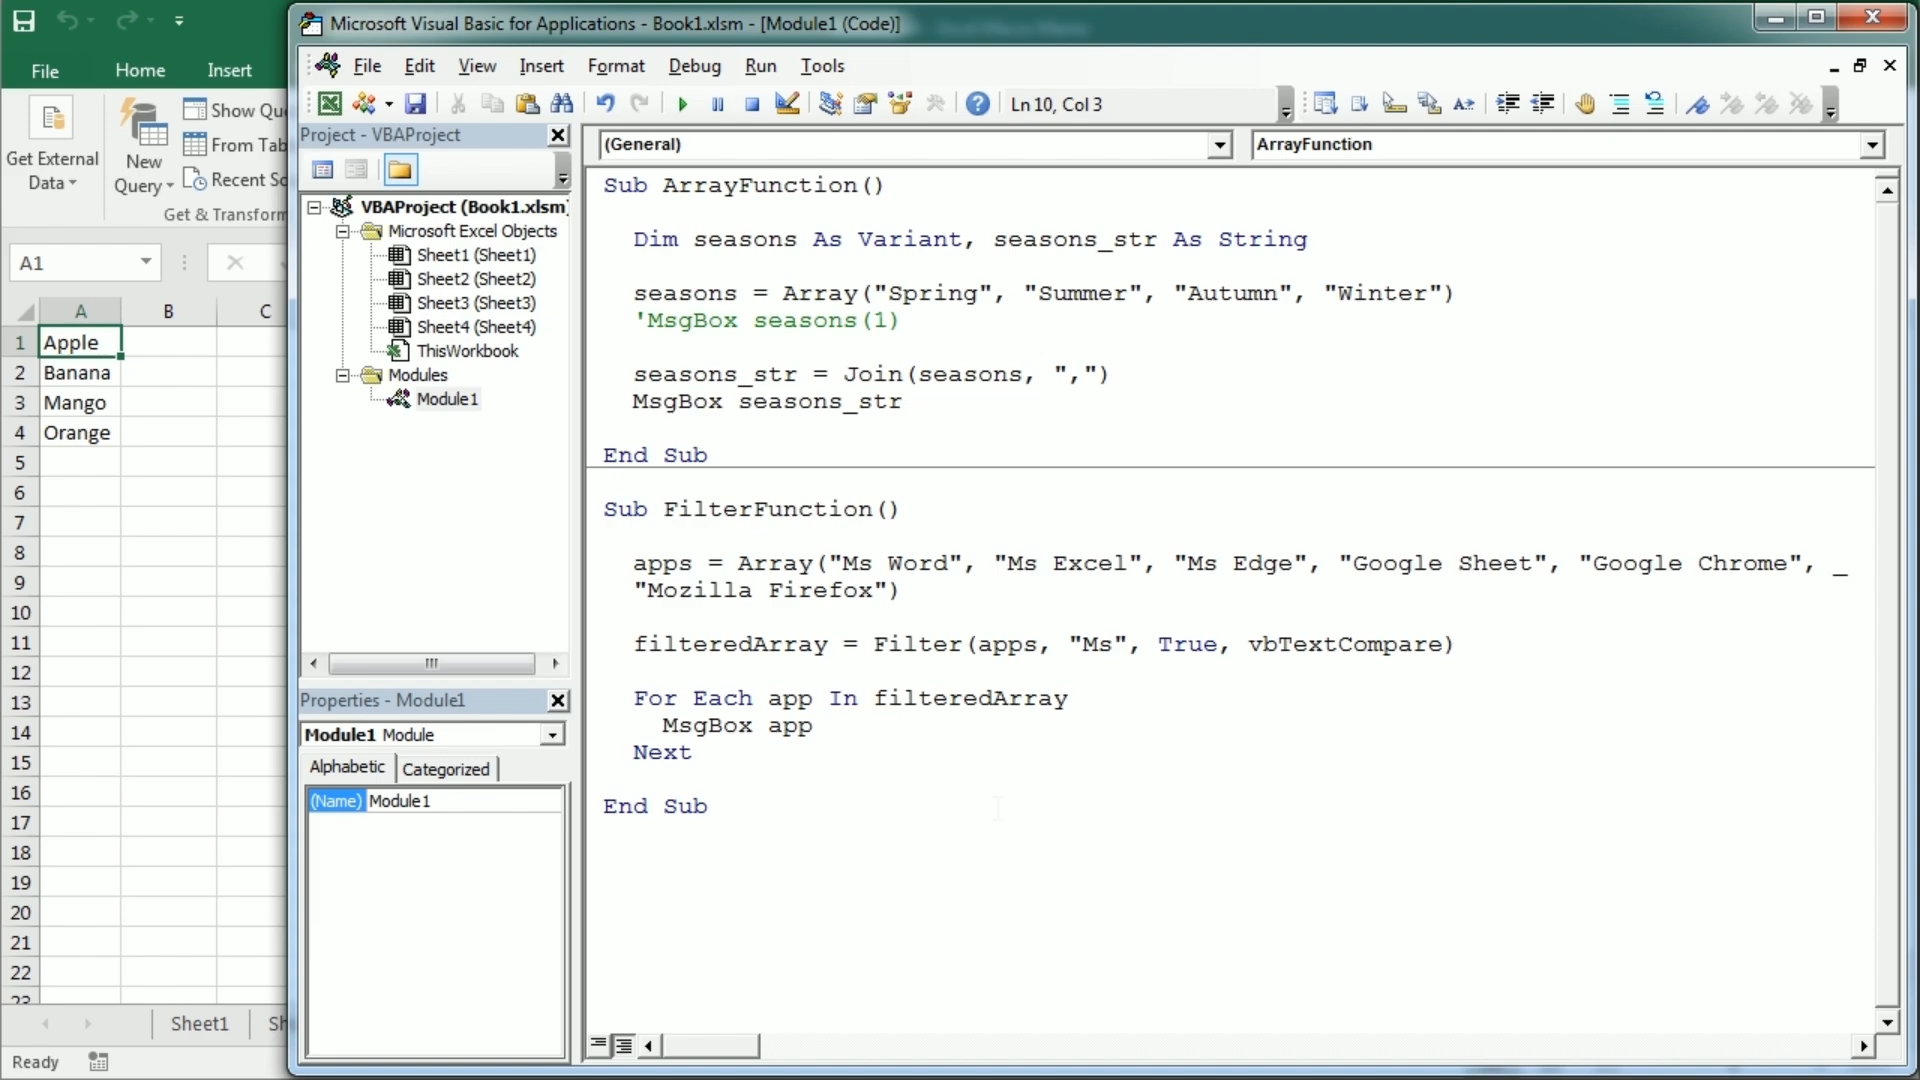 Microsoft Visual Basic for Applications - Book1.xlsm - [Module1 (Code)]
File Home Insert
File Edit View Insert Format Debug Run Tools
Ln 10, Col 3
Get External Data
New Query
Show Qu
From Tab
Recent So
Get & Transform
A1
A B C
1 Apple
2 Banana
3 Mango
4 Orange
5
6
7
8
9
10
11
12
13
14
15
16
17
18
19
20
21
22
23
Sheet1 Sh
Ready
Project - VBAProject
VBAProject (Book1.xlsm)
Microsoft Excel Objects
Sheet1 (Sheet1)
Sheet2 (Sheet2)
Sheet3 (Sheet3)
Sheet4 (Sheet4)
ThisWorkbook
Modules
Module1
Properties - Module1
Module1 Module
Alphabetic Categorized
(Name) Module1
(General) ArrayFunction
Sub ArrayFunction()
Dim seasons As Variant, seasons_str As String
seasons = Array("Spring", "Summer", "Autumn", "Winter")
'MsgBox seasons(1)
seasons_str = Join(seasons, ",")
MsgBox seasons_str
End Sub
Sub FilterFunction()
apps = Array("Ms Word", "Ms Excel", "Ms Edge", "Google Sheet", "Google Chrome", _
"Mozilla Firefox")
filteredArray = Filter(apps, "Ms", True, vbTextCompare)
For Each app In filteredArray
MsgBox app
Next
End Sub